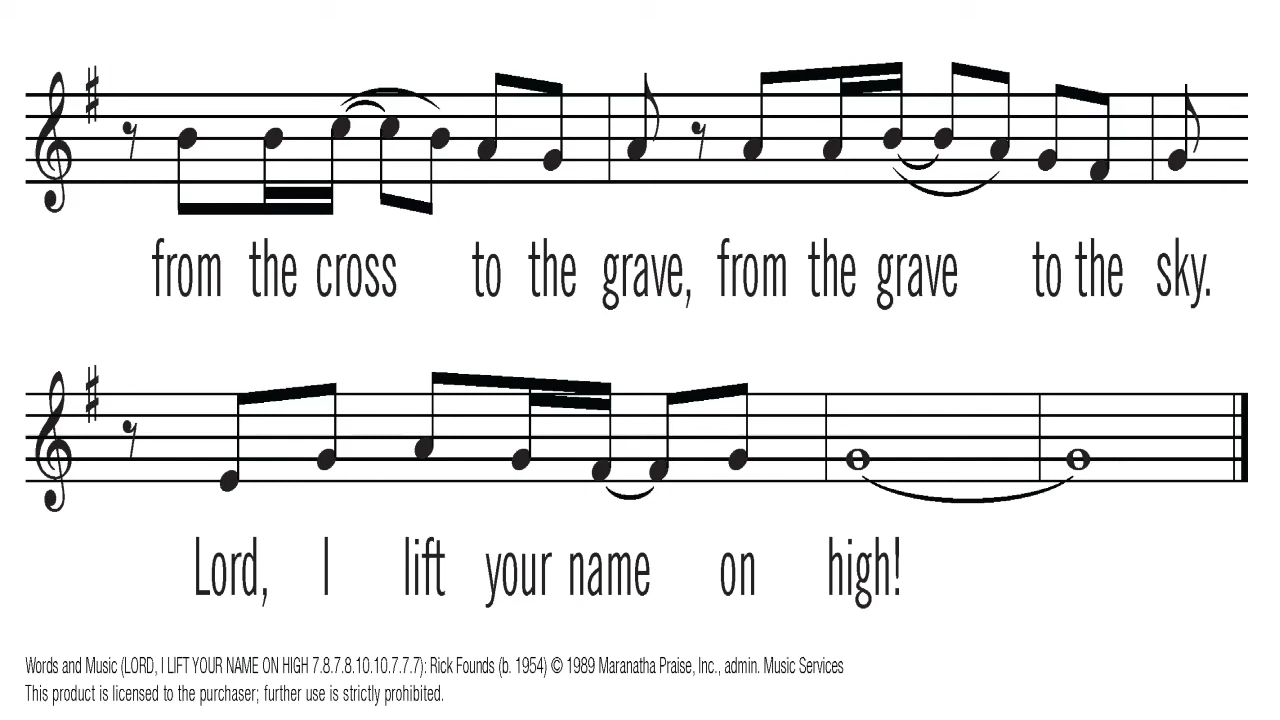 from the cross to the grave, from the grave to the sky.
Lord, I lift your name on high!
Words and Music (LORD, I LIFT YOUR NAME ON HIGH 7.8.7.8.10.10.7.7.7): Rick Founds (b. 1954) © 1989 Maranatha Praise, Inc., admin. Music Services
This product is licensed to the purchaser; further use is strictly prohibited.